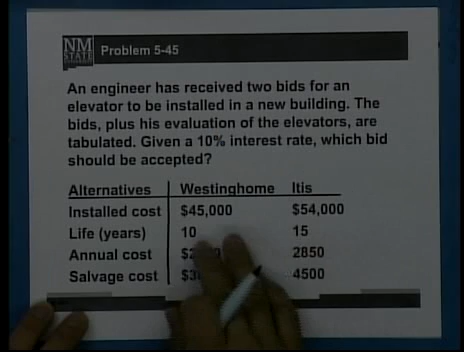 NM
STATE
Problem 5-45
An engineer has received two bids for an
elevator to be installed in a new building. The
bids, plus his evaluation of the elevators, are
tabulated. Given a 10% interest rate, which bid
should be accepted?
Alternatives Westinghome Itis
Installed cost $45,000 $54,000
Life (years) 10 15
Annual cost 2850
Salvage cost 4500